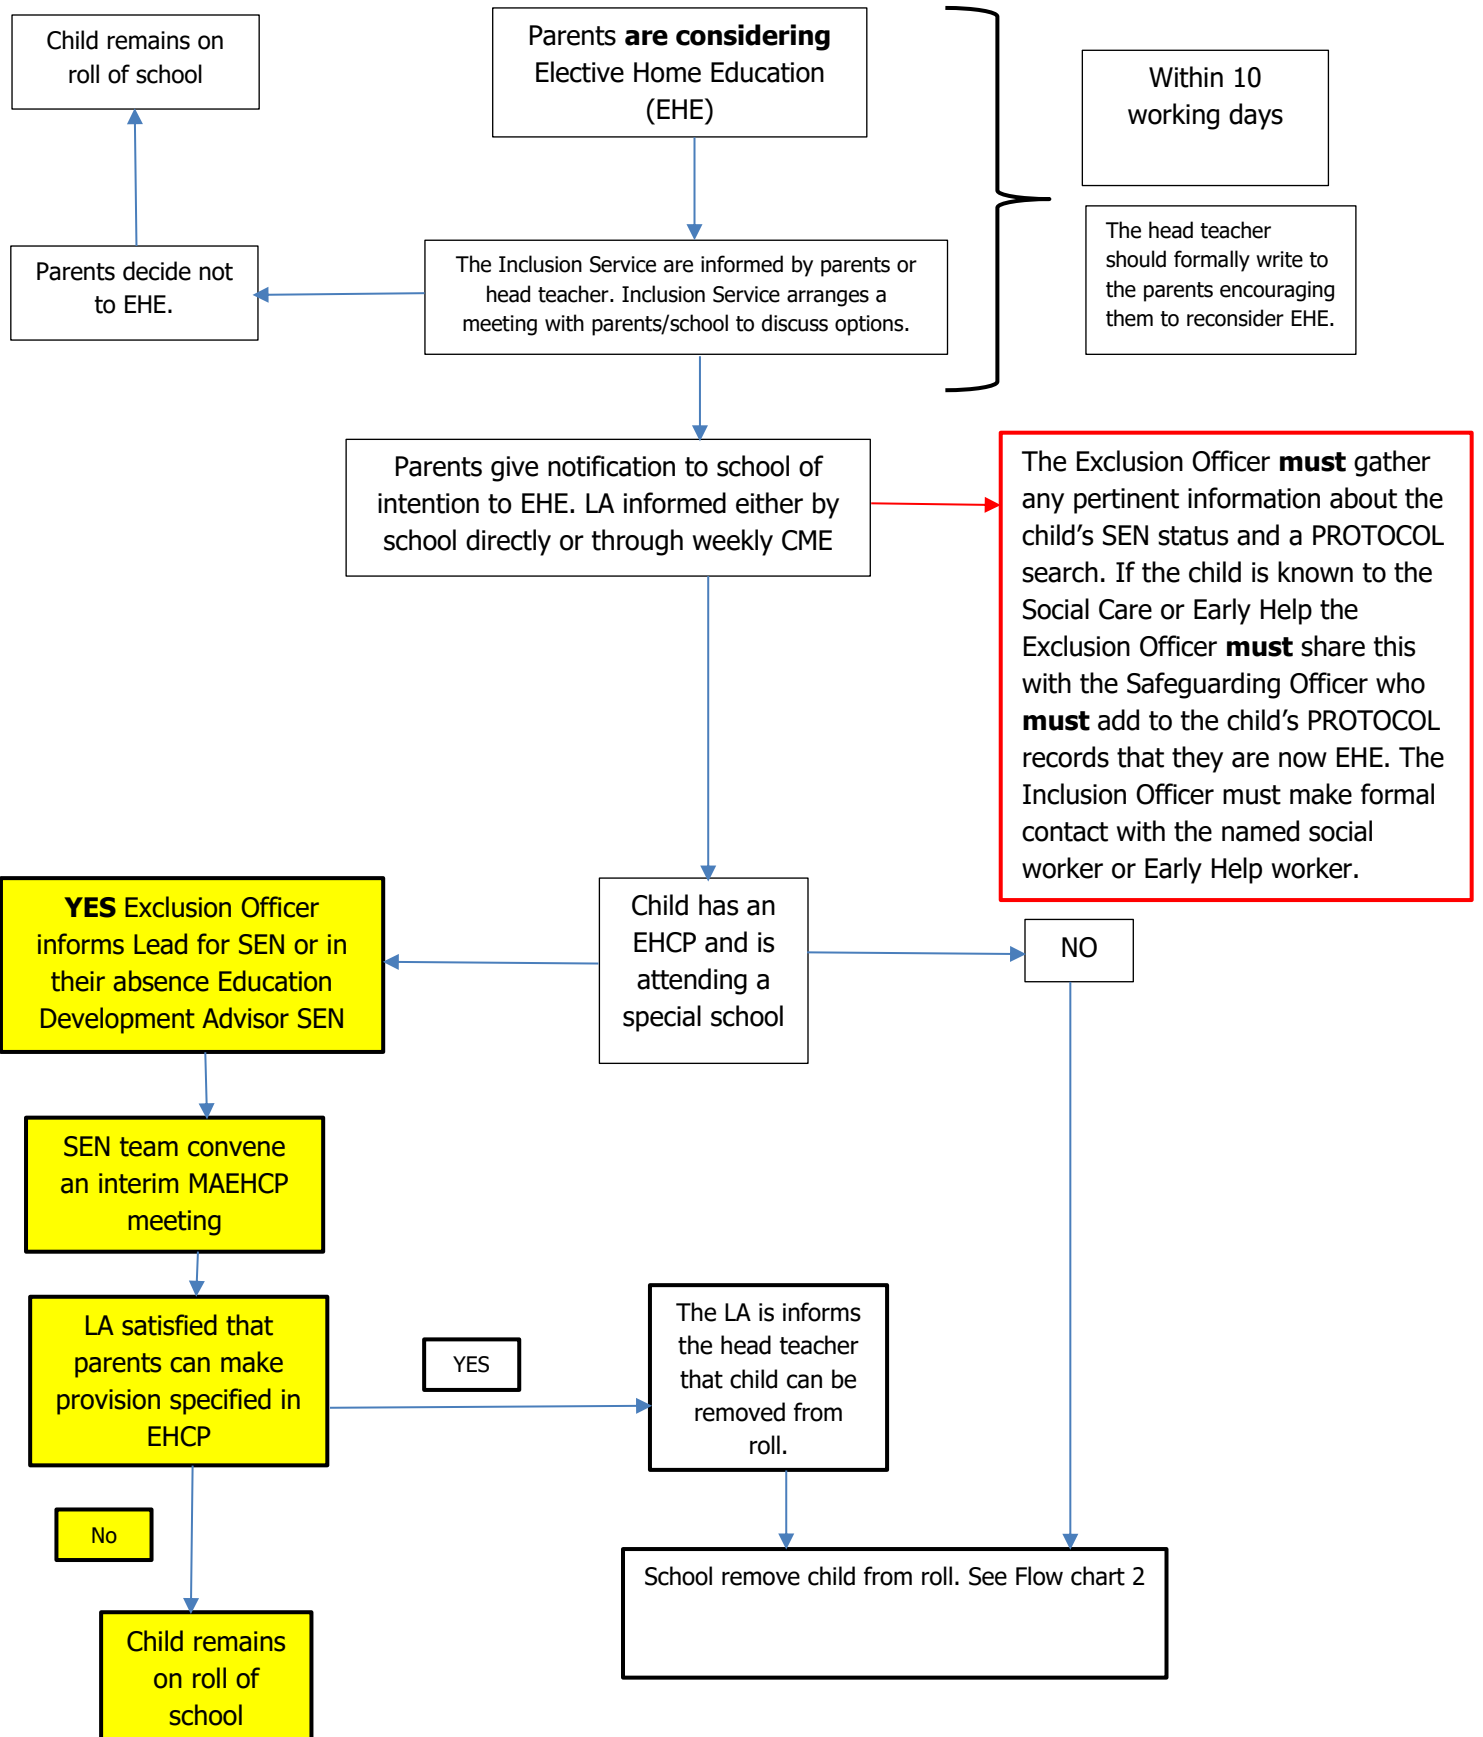 Child remains on
roll of school
Parents are considering
Elective Home Education
(EHE)
Within 10
working days
The head teacher
should formally write to
the parents encouraging
them to reconsider EHE.
Parents decide not
to EHE.
The Inclusion Service are informed by parents or
head teacher. Inclusion Service arranges a
meeting with parents/school to discuss options.
Parents give notification to school of
intention to EHE. LA informed either by
school directly or through weekly CME
The Exclusion Officer must gather
any pertinent information about the
child’s SEN status and a PROTOCOL
search. If the child is known to the
Social Care or Early Help the
Exclusion Officer must share this
with the Safeguarding Officer who
must add to the child’s PROTOCOL
records that they are now EHE. The
Inclusion Officer must make formal
contact with the named social
worker or Early Help worker.
YES Exclusion Officer
informs Lead for SEN or in
their absence Education
Development Advisor SEN
Child has an
EHCP and is
attending a
special school
NO
SEN team convene
an interim MAEHCP
meeting
LA satisfied that
parents can make
provision specified in
EHCP
YES
The LA is informs
the head teacher
that child can be
removed from
roll.
No
School remove child from roll. See Flow chart 2
Child remains
on roll of
school